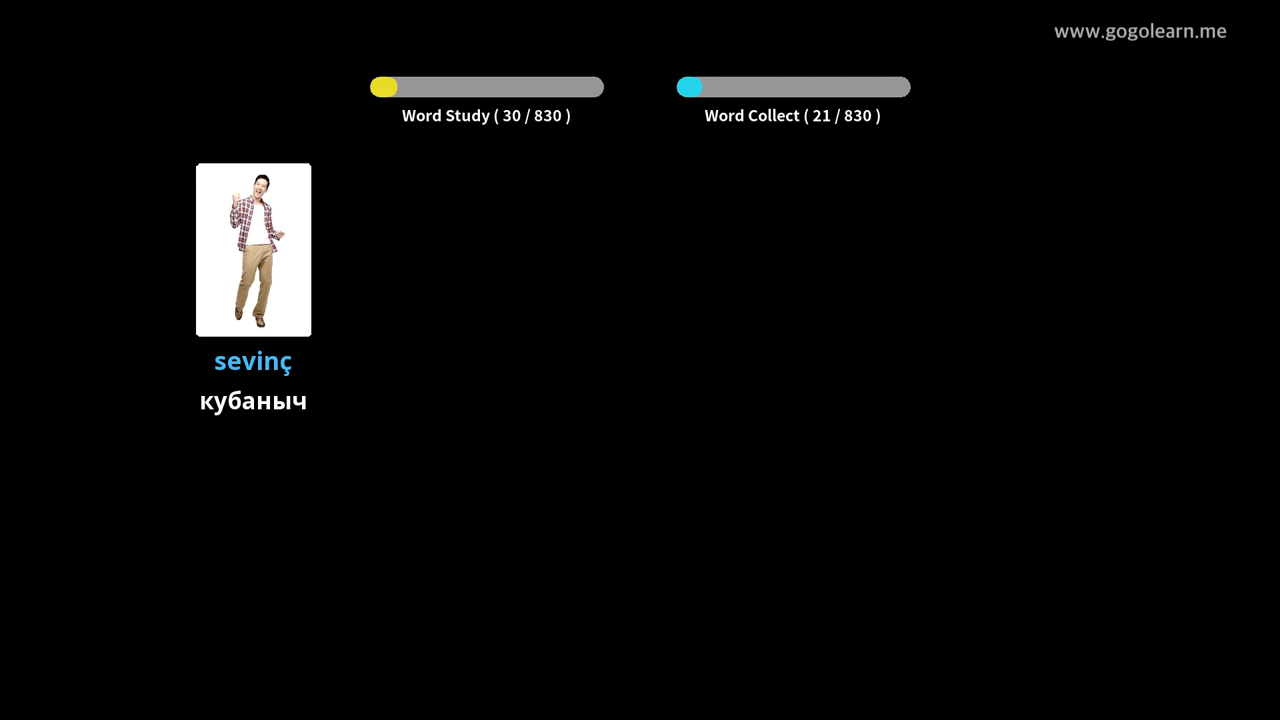 www.gogolearn.me
Word Study ( 30 / 830 )
Word Collect ( 21 / 830 )
sevinç
кубаныч